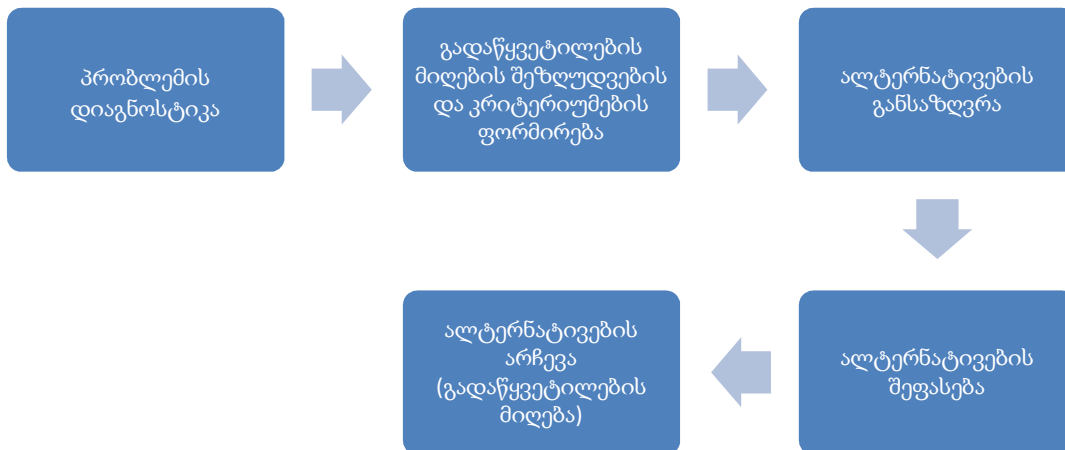 პრობლემის
დიაგნოსტიკა
გადაწყვეტილების
მიღების შეზღუდვების
და კრიტერიუმების
ფორმირება
ალტერნატივების
განსაზღვრა
ალტერნატივების
შეფასება
ალტერნატივების
არჩევა
(გადაწყვეტილების
მიღება)